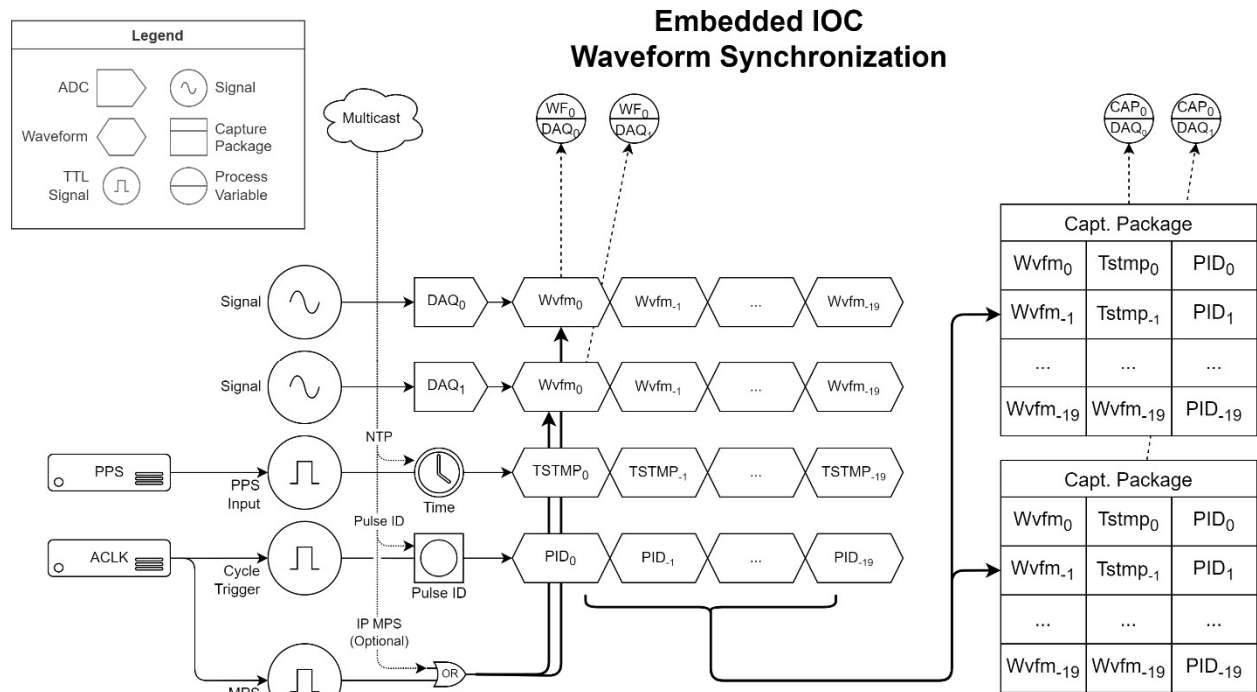 Embedded IOC
Waveform Synchronization
Legend
ADC
Signal
Waveform
Capture
Package
TTL
Signal
Process
Variable
Multicast
WF0
DAQ0
WF0
DAQ1
CAP0
DAQ0
CAP0
DAQ1
Signal
DAQ0
Wvfm0
Wvfm-1
...
Wvfm-19
Signal
DAQ1
Wvfm0
Wvfm-1
...
Wvfm-19
NTP
PPS
PPS
Input
Time
TSTMP0
TSTMP-1
...
TSTMP-19
Pulse ID
ACLK
Cycle
Trigger
Pulse ID
PID0
PID-1
...
PID-19
IP MPS
(Optional)
OR
MPS
Capt. Package
Wvfm0 Tstmp0 PID0
Wvfm-1 Tstmp-1 PID1
... ... ...
Wvfm-19 Wvfm-19 PID-19
Capt. Package
Wvfm0 Tstmp0 PID0
Wvfm-1 Tstmp-1 PID1
... ... ...
Wvfm-19 Wvfm-19 PID-19